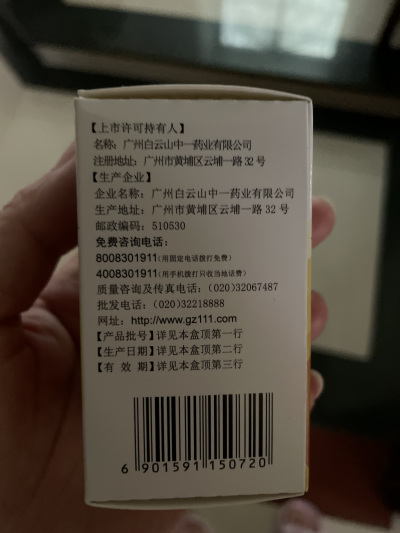 【上市许可持有人】
名称：广州白云山中一药业有限公司
注册地址：广州市黄埔区云埔一路32号
【生产企业】
企业名称：广州白云山中一药业有限公司
生产地址：广州市黄埔区云埔一路32号
邮政编码：510530
免费咨询电话：
8008301911(用固定电话拨打免费)
4008301911(用手机拨打只收当地话费)
质量咨询及传真电话：(020)32067487
批发电话：(020)32218888
网址：http://www.gz111.com
【产品批号】详见本盒顶第一行
【生产日期】详见本盒顶第二行
【有 效 期】详见本盒顶第三行
6 901591 150720